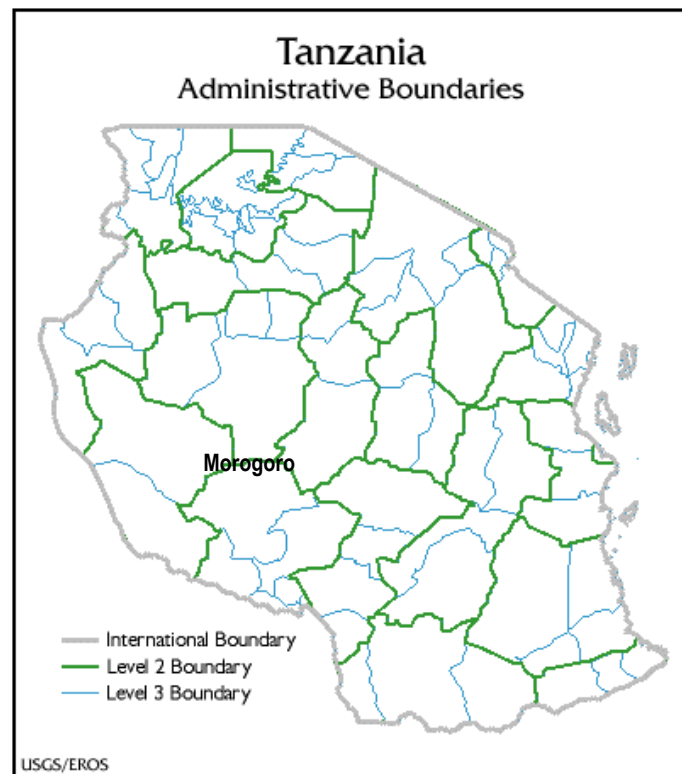 Tanzania
Administrative Boundaries
Morogoro
International Boundary
Level 2 Boundary
Level 3 Boundary
USGS/EROS